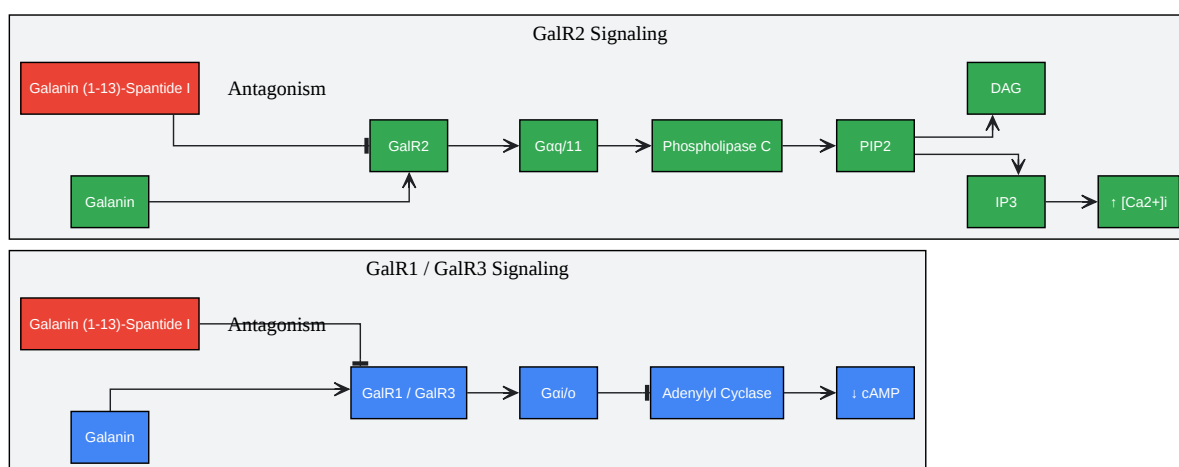 GalR2 Signaling
Galanin (1-13)-Spantide I
Antagonism
DAG
GalR2
Gαq/11
Phospholipase C
PIP2
Galanin
IP3
↑ [Ca2+]i
GalR1 / GalR3 Signaling
Galanin (1-13)-Spantide I
Antagonism
GalR1 / GalR3
Gαi/o
Adenylyl Cyclase
↓ cAMP
Galanin